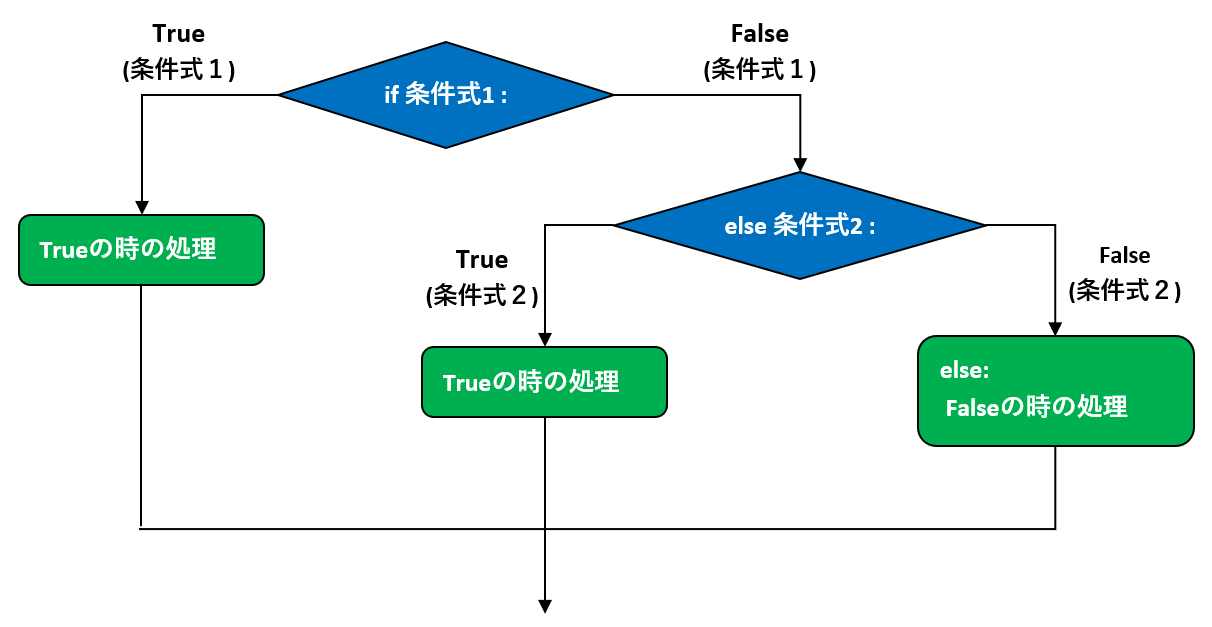 True
(条件式１)
False
(条件式１)
if 条件式1 :
else 条件式2 :
Trueの時の処理
True
(条件式２)
False
(条件式２)
Trueの時の処理
else:
Falseの時の処理